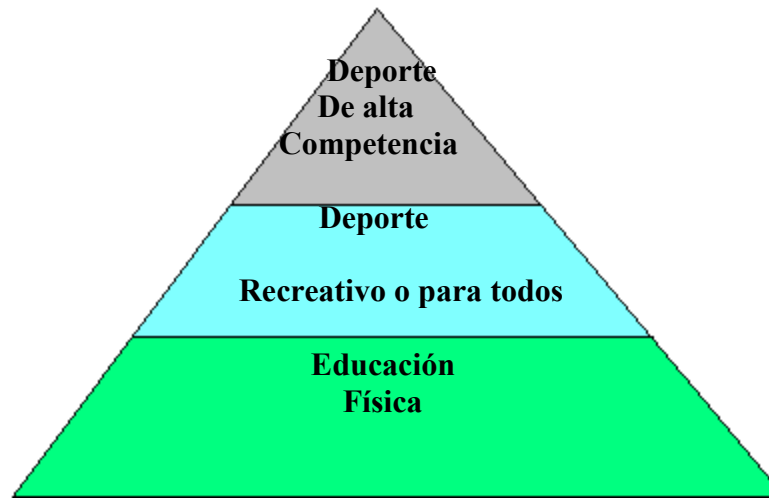 Deporte
De alta
Competencia
Deporte
Recreativo o para todos
Educación
Física